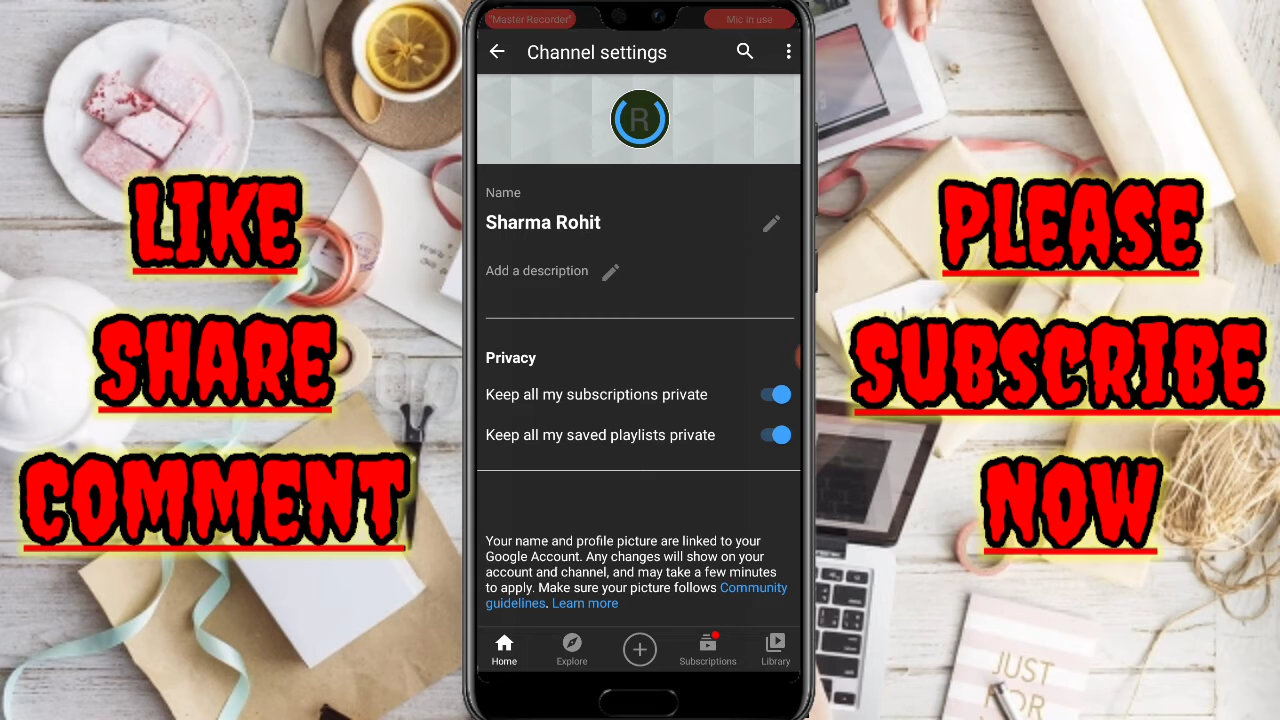 "Master Recorder"
Mic in use
Channel settings
R
Name
Sharma Rohit
Add a description
Privacy
Keep all my subscriptions private
Keep all my saved playlists private
Your name and profile picture are linked to your
Google Account. Any changes will show on your
account and channel, and may take a few minutes
to apply. Make sure your picture follows Community
guidelines. Learn more
Home
Explore
Subscriptions
Library
LIKE
SHARE
COMMENT
PLEASE
SUBSCRIBE
NOW
JUST
FOR